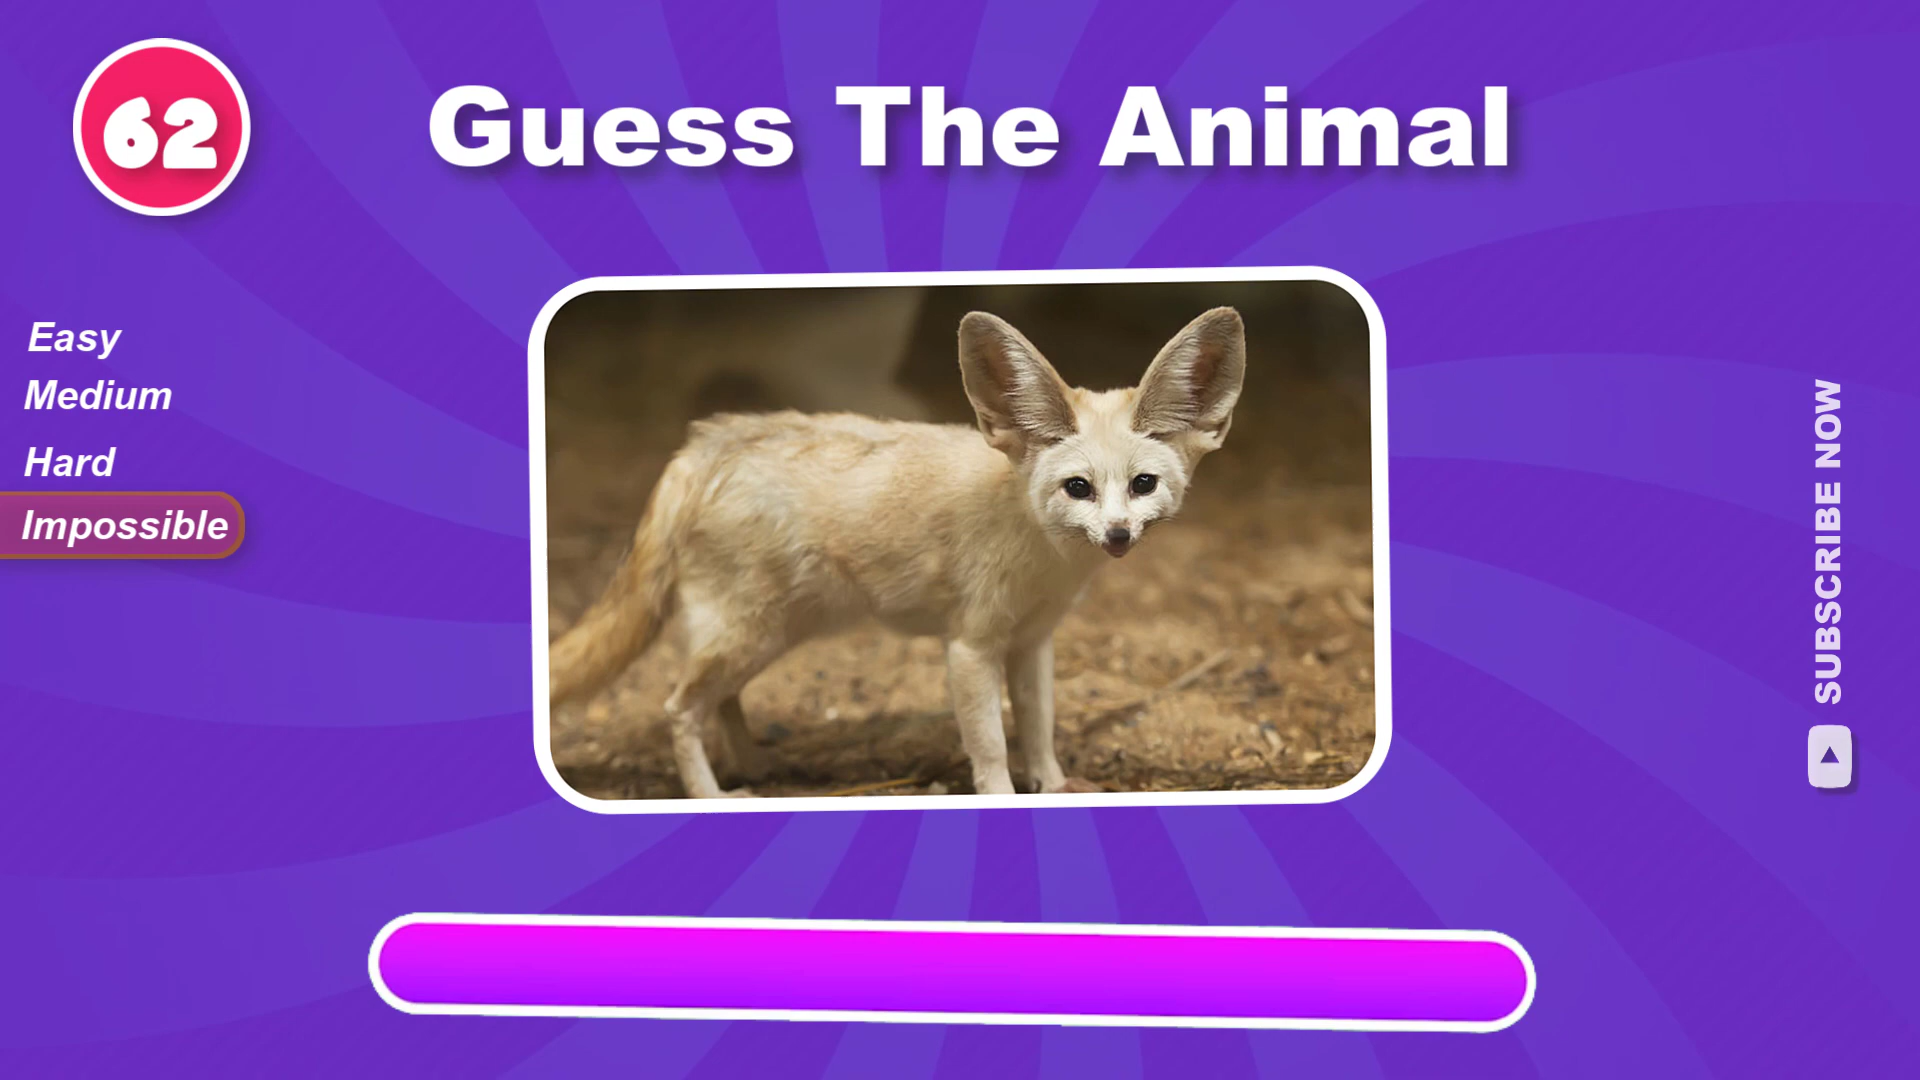 62
Guess The Animal
Easy
Medium
Hard
Impossible
SUBSCRIBE NOW